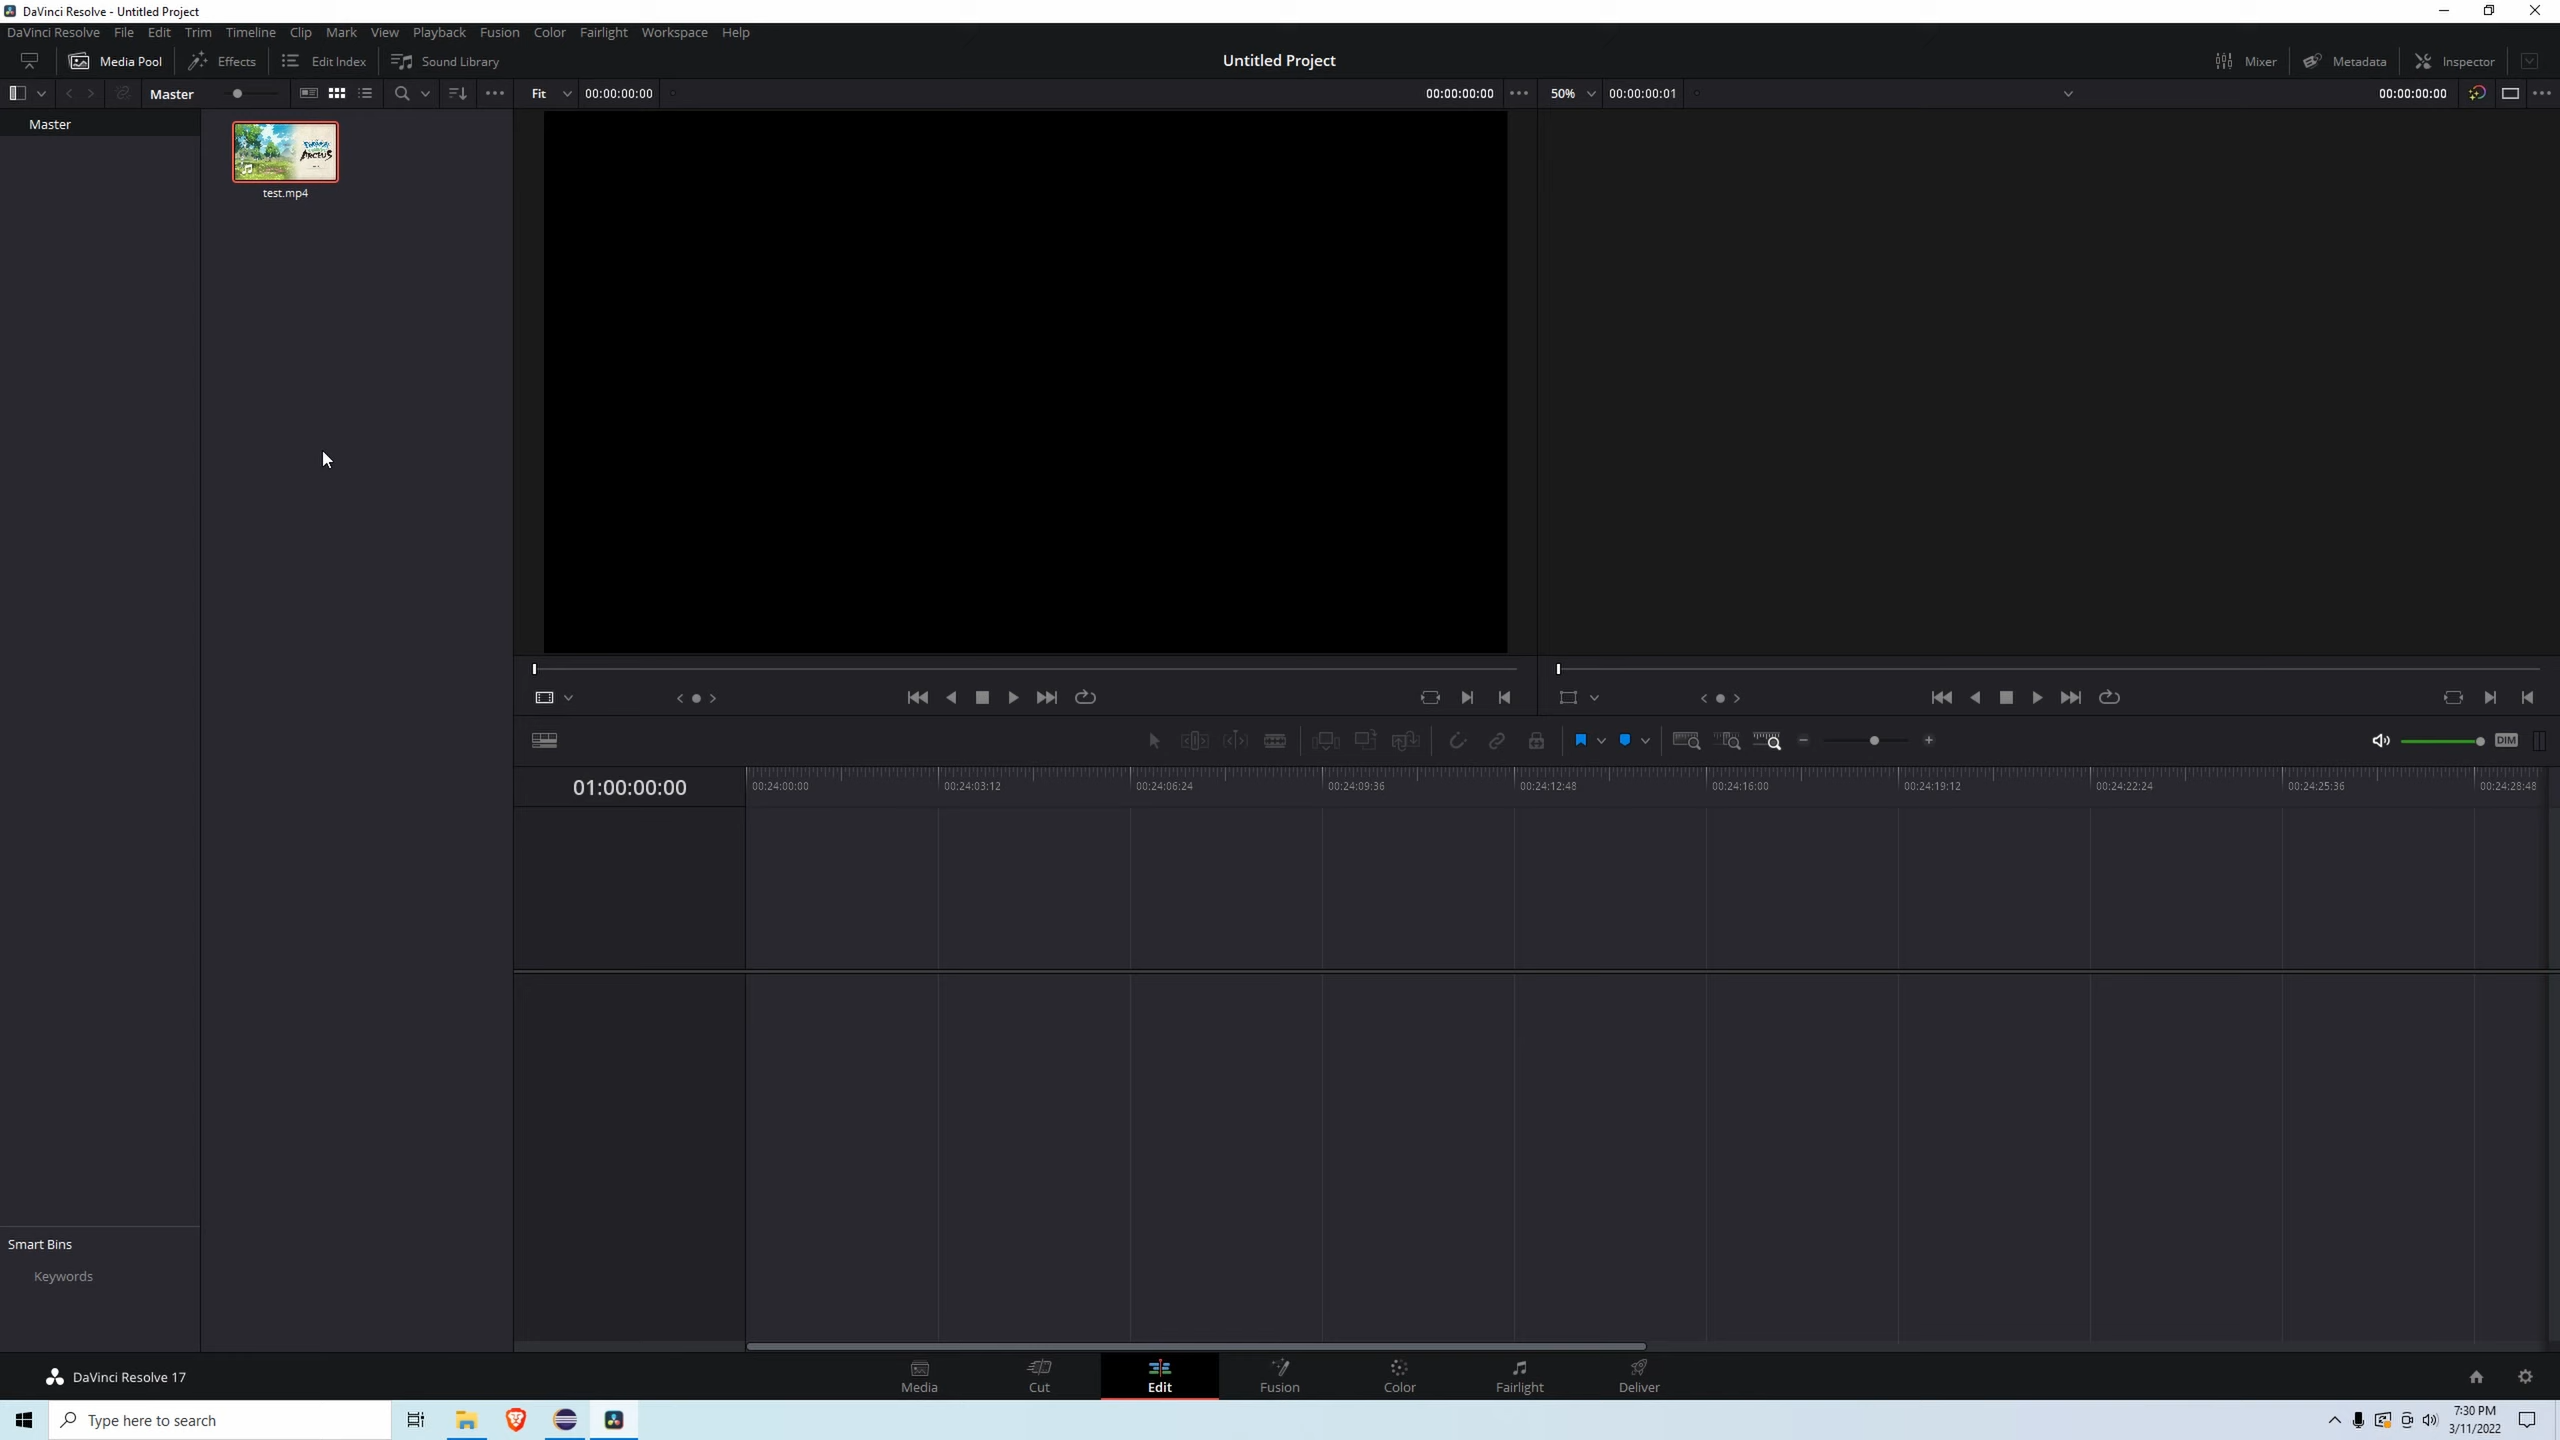 DaVinci Resolve - Untitled Project
DaVinci Resolve File Edit Trim Timeline Clip Mark View Playback Fusion Color Fairlight Workspace Help
Media Pool Effects Edit Index Sound Library Untitled Project Mixer Metadata Inspector
Master Fit 00:00:00:00 00:00:00:00 50% 00:00:00:01 00:00:00:00
Master
ARCEUS
test.mp4
DIM
01:00:00:00 00:24:00:00 00:24:03:12 00:24:06:24 00:24:09:36 00:24:12:48 00:24:16:00 00:24:19:12 00:24:22:24 00:24:25:36 00:24:28:48
Smart Bins
Keywords
DaVinci Resolve 17 Media Cut Edit Fusion Color Fairlight Deliver
Type here to search 7:30 PM
3/11/2022